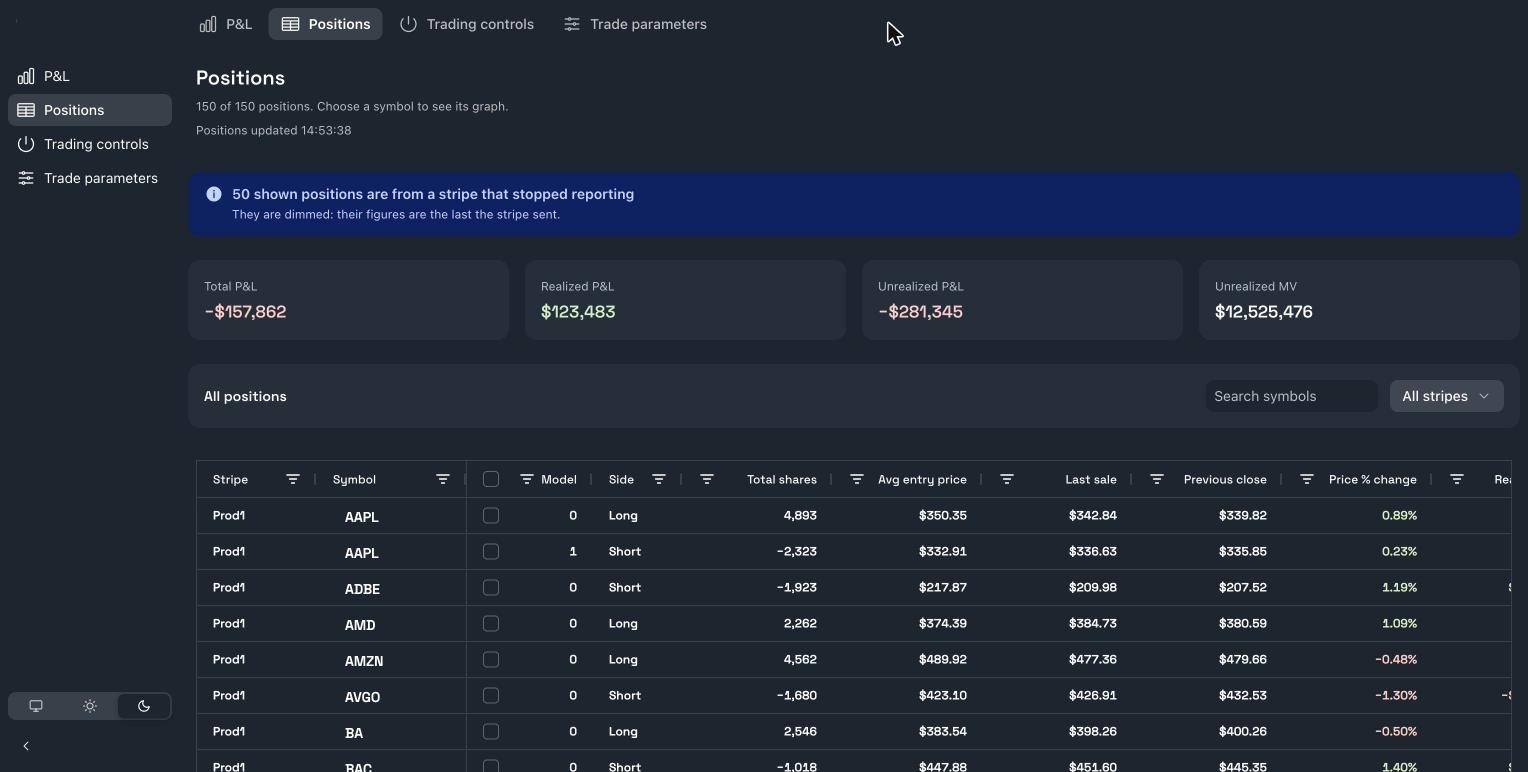 P&L Positions Trading controls Trade parameters
P&L
Positions
Trading controls
Trade parameters
Positions
150 of 150 positions. Choose a symbol to see its graph.
Positions updated 14:53:38
50 shown positions are from a stripe that stopped reporting
They are dimmed: their figures are the last the stripe sent.
Total P&L Realized P&L Unrealized P&L Unrealized MV
-$157,862 $123,483 -$281,345 $12,525,476
All positions Search symbols All stripes
Stripe Symbol Model Side Total shares Avg entry price Last sale Previous close Price % change
Prod1 AAPL 0 Long 4,893 $350.35 $342.84 $339.82 0.89%
Prod1 AAPL 1 Short -2,323 $332.91 $336.63 $335.85 0.23%
Prod1 ADBE 0 Short -1,923 $217.87 $209.98 $207.52 1.19%
Prod1 AMD 0 Long 2,262 $374.39 $384.73 $380.59 1.09%
Prod1 AMZN 0 Long 4,562 $489.92 $477.36 $479.66 -0.48%
Prod1 AVGO 0 Short -1,680 $423.10 $426.91 $432.53 -1.30%
Prod1 BA 0 Long 2,546 $383.54 $398.26 $400.26 -0.50%
Prod1 BAC 0 Short -1,018 $447.88 $451.60 $445.35 1.40%